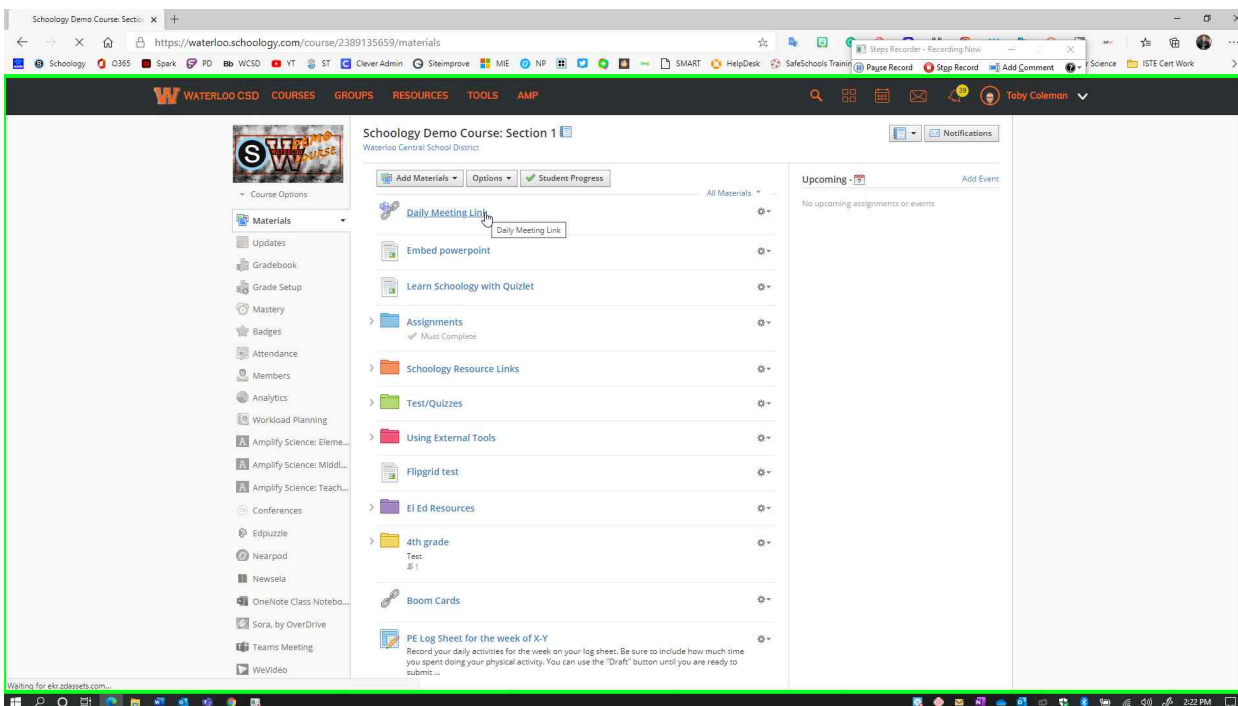 Schoology Demo Course: Sectio
https://waterloo.schoology.com/course/2389135659/materials
Steps Recorder - Recording Now
Pause Record Stop Record Add Comment
Schoology O365 Spark PD Bb WCSD YT ST Clever Admin Siteimprove MIE NP SMART HelpDesk SafeSchools Trainin Science ISTE Cert Work
WATERLOO CSD COURSES GROUPS RESOURCES TOOLS AMP 39 Toby Coleman
S W DEMO COURSE
Course Options
Materials
Updates
Gradebook
Grade Setup
Mastery
Badges
Attendance
Members
Analytics
Workload Planning
Amplify Science: Eleme...
Amplify Science: Middl...
Amplify Science: Teach...
Conferences
Edpuzzle
Nearpod
Newsela
OneNote Class Notebo...
Sora, by OverDrive
Teams Meeting
WeVideo
Schoology Demo Course: Section 1
Waterloo Central School District
Notifications
Add Materials Options Student Progress
All Materials
Daily Meeting Link
Daily Meeting Link
Embed powerpoint
Learn Schoology with Quizlet
Assignments
Must Complete
Schoology Resource Links
Test/Quizzes
Using External Tools
Flipgrid test
El Ed Resources
4th grade
Test
1
Boom Cards
PE Log Sheet for the week of X-Y
Record your daily activities for the week on your log sheet. Be sure to include how much time
you spent doing your physical activity. You can use the "Draft" button until you are ready to
submit ...
Upcoming · Add Event
No upcoming assignments or events
Waiting for ekr.zdassets.com...
2:22 PM